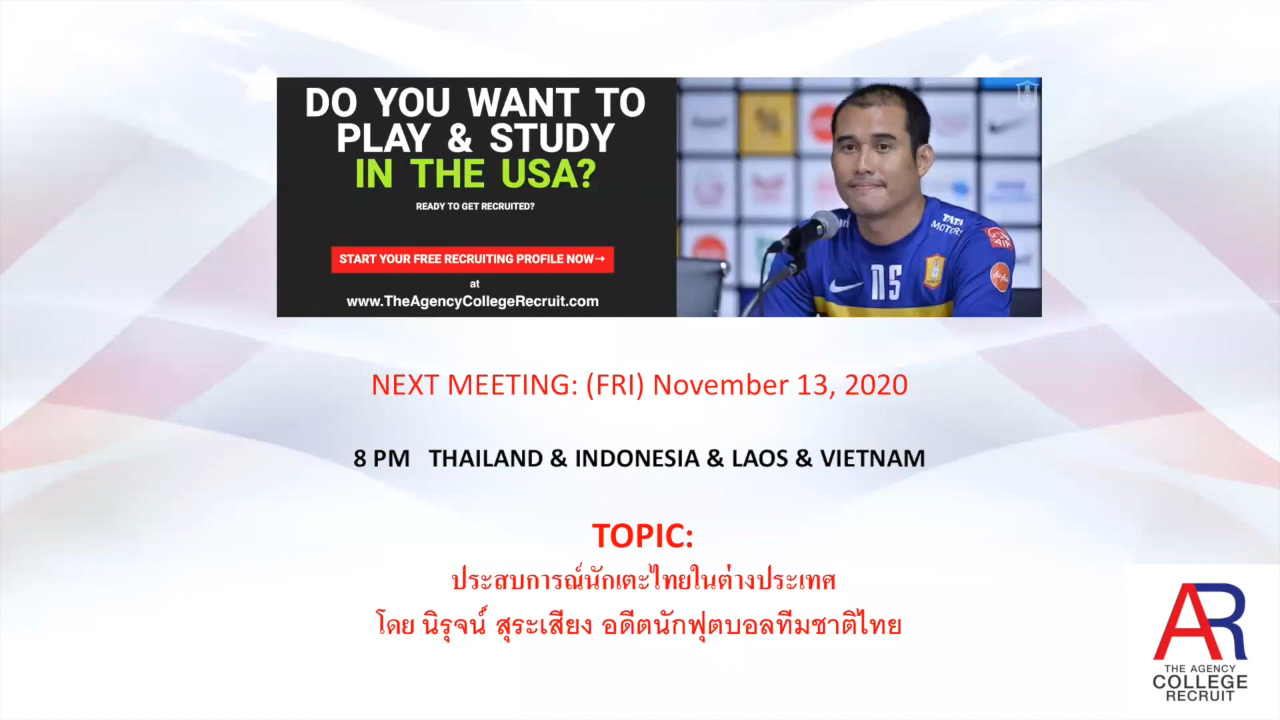 DO YOU WANT TO
PLAY & STUDY
IN THE USA?
READY TO GET RECRUITED?
START YOUR FREE RECRUITING PROFILE NOW→
at
www.TheAgencyCollegeRecruit.com
TATA
MOTORS
กร
AirAsia
NEXT MEETING: (FRI) November 13, 2020
8 PM THAILAND & INDONESIA & LAOS & VIETNAM
TOPIC:
ประสบการณ์นักเตะไทยในต่างประเทศ
โดย นิรุจน์ สุระเสียง อดีตนักฟุตบอลทีมชาติไทย
AR
THE AGENCY
COLLEGE
RECRUIT